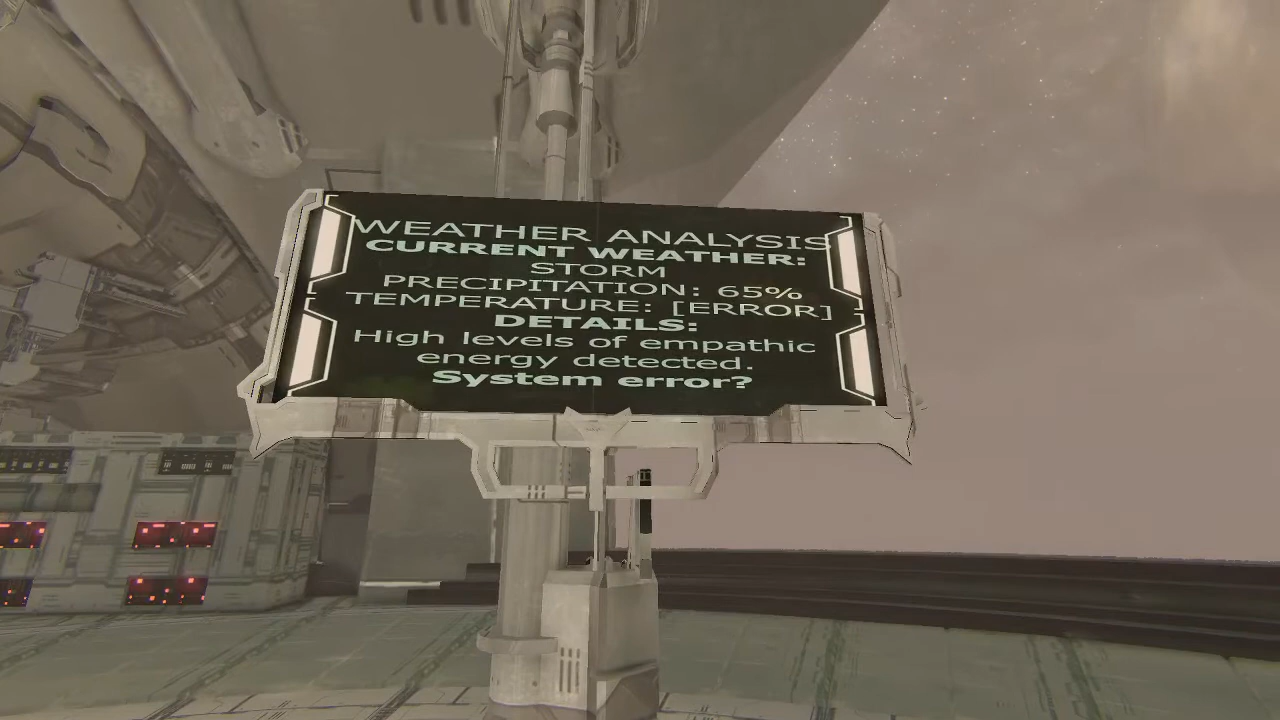 WEATHER ANALYSIS
CURRENT WEATHER:
STORM
PRECIPITATION: 65%
TEMPERATURE: [ERROR]
DETAILS:
High levels of empathic
energy detected.
System error?